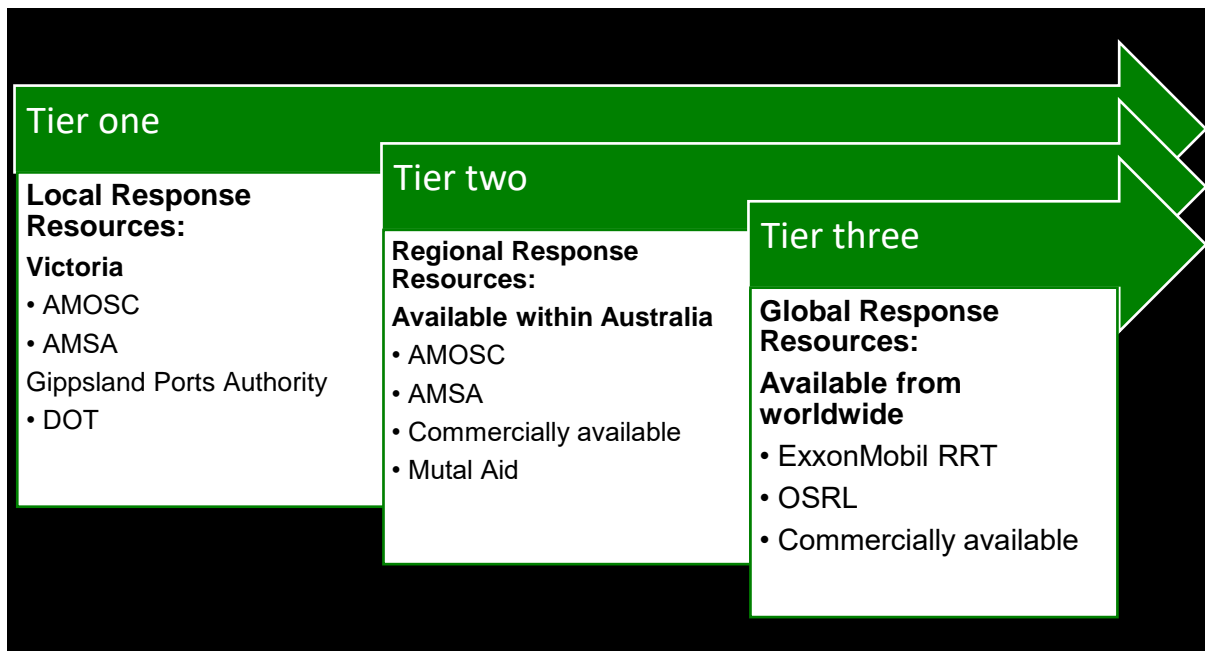 Tier one
Local Response
Resources:
Victoria
• AMOSC
• AMSA
Gippsland Ports Authority
• DOT
Tier two
Regional Response
Resources:
Available within Australia
• AMOSC
• AMSA
• Commercially available
• Mutal Aid
Tier three
Global Response
Resources:
Available from
worldwide
• ExxonMobil RRT
• OSRL
• Commercially available